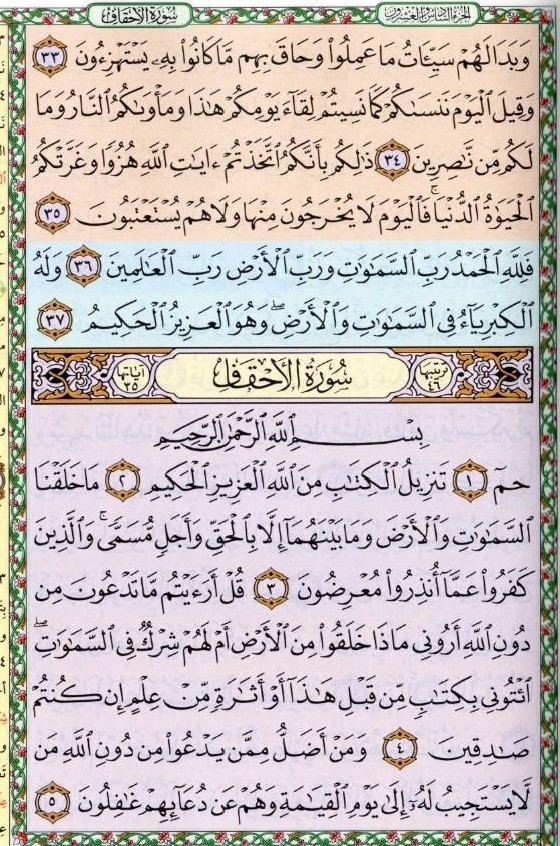 سُورَةُ الأَحْقَافِ
الجزء السادس والعشرون
وَبَدَا لَهُمْ سَيِّـَٔاتُ مَا عَمِلُوا۟ وَحَاقَ بِهِم مَّا كَانُوا۟ بِهِۦ يَسْتَهْزِءُونَ ٣٣
وَقِيلَ ٱلْيَوْمَ نَنسَىٰكُمْ كَمَا نَسِيتُمْ لِقَآءَ يَوْمِكُمْ هَٰذَا وَمَأْوَىٰكُمُ ٱلنَّارُ وَمَا
لَكُم مِّن نَّٰصِرِينَ ٣٤ ذَٰلِكُم بِأَنَّكُمُ ٱتَّخَذْتُمْ ءَايَٰتِ ٱللَّهِ هُزُوًا وَغَرَّتْكُمُ
ٱلْحَيَوٰةُ ٱلدُّنْيَا ۚ فَٱلْيَوْمَ لَا يُخْرَجُونَ مِنْهَا وَلَا هُمْ يُسْتَعْتَبُونَ ٣٥
فَلِلَّهِ ٱلْحَمْدُ رَبِّ ٱلسَّمَٰوَٰتِ وَرَبِّ ٱلْأَرْضِ رَبِّ ٱلْعَٰلَمِينَ ٣٦ وَلَهُ
ٱلْكِبْرِيَآءُ فِى ٱلسَّمَٰوَٰتِ وَٱلْأَرْضِ ۖ وَهُوَ ٱلْعَزِيزُ ٱلْحَكِيمُ ٣٧
ترتيبها ٤٦ سُورَةُ الأَحْقَافِ آياتها ٣٥
بِسْمِ ٱللَّهِ ٱلرَّحْمَٰنِ ٱلرَّحِيمِ
حمٓ ١ تَنزِيلُ ٱلْكِتَٰبِ مِنَ ٱللَّهِ ٱلْعَزِيزِ ٱلْحَكِيمِ ٢ مَا خَلَقْنَا
ٱلسَّمَٰوَٰتِ وَٱلْأَرْضَ وَمَا بَيْنَهُمَآ إِلَّا بِٱلْحَقِّ وَأَجَلٍ مُّسَمًّى ۚ وَٱلَّذِينَ
كَفَرُوا۟ عَمَّآ أُنذِرُوا۟ مُعْرِضُونَ ٣ قُلْ أَرَءَيْتُم مَّا تَدْعُونَ مِن
دُونِ ٱللَّهِ أَرُونِى مَاذَا خَلَقُوا۟ مِنَ ٱلْأَرْضِ أَمْ لَهُمْ شِرْكٌ فِى ٱلسَّمَٰوَٰتِ ۖ
ٱئْتُونِى بِكِتَٰبٍ مِّن قَبْلِ هَٰذَآ أَوْ أَثَٰرَةٍ مِّنْ عِلْمٍ إِن كُنتُمْ
صَٰدِقِينَ ٤ وَمَنْ أَضَلُّ مِمَّن يَدْعُوا۟ مِن دُونِ ٱللَّهِ مَن
لَّا يَسْتَجِيبُ لَهُۥٓ إِلَىٰ يَوْمِ ٱلْقِيَٰمَةِ وَهُمْ عَن دُعَآئِهِمْ غَٰفِلُونَ ٥